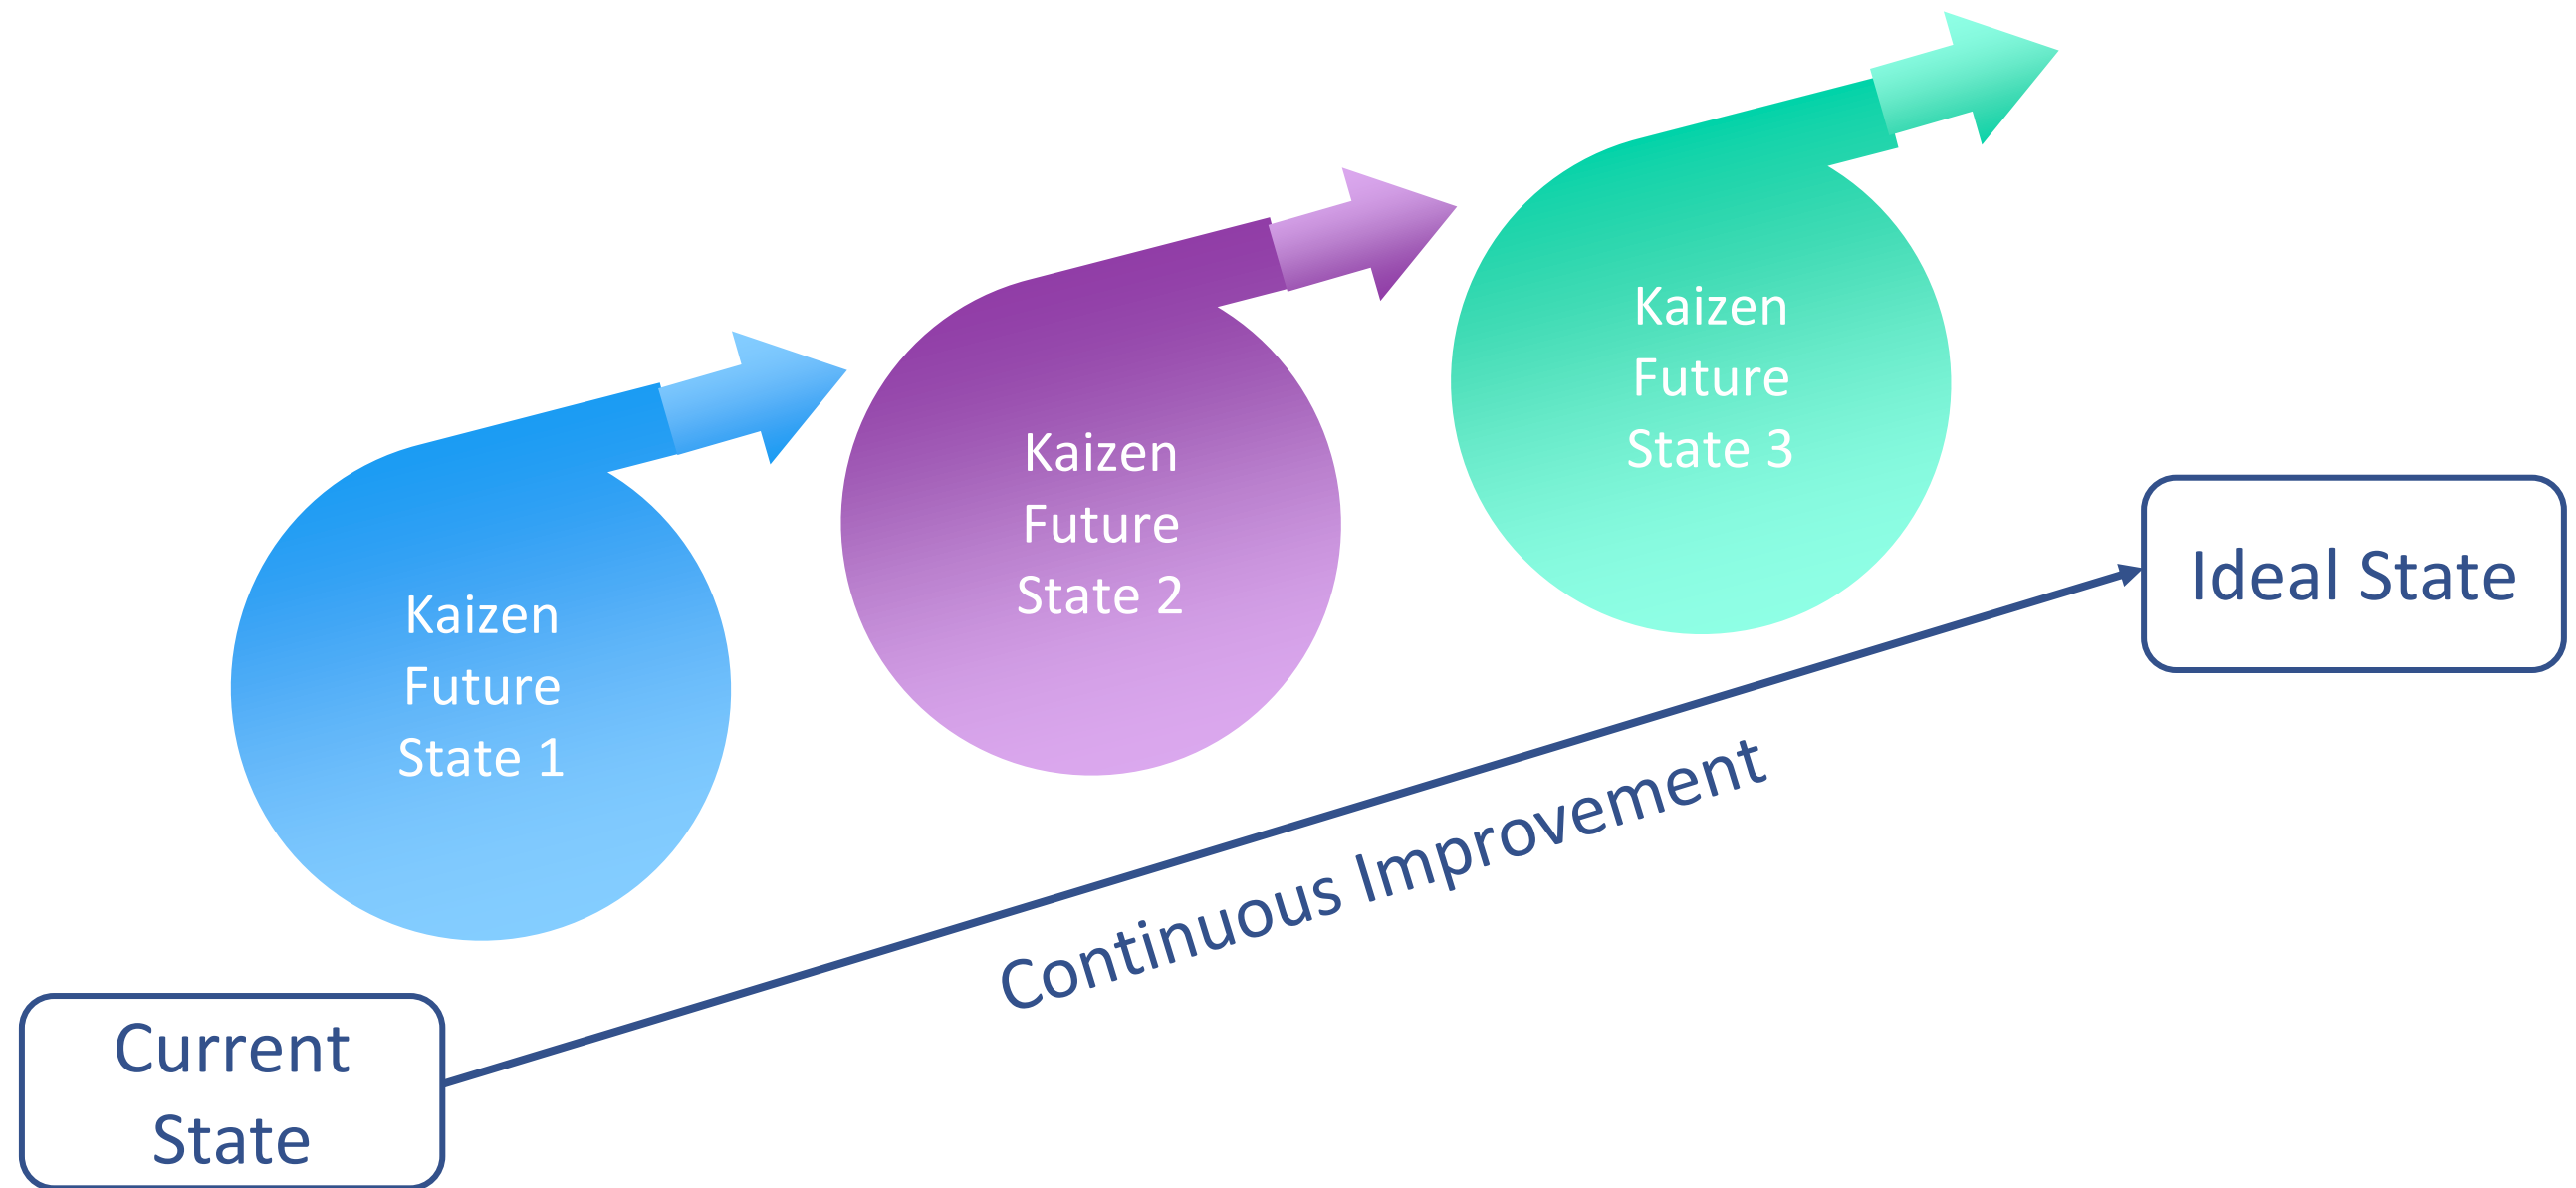 Kaizen
Future
State 1
Kaizen
Future
State 2
Kaizen
Future
State 3
Ideal State
Continuous Improvement
Current
State